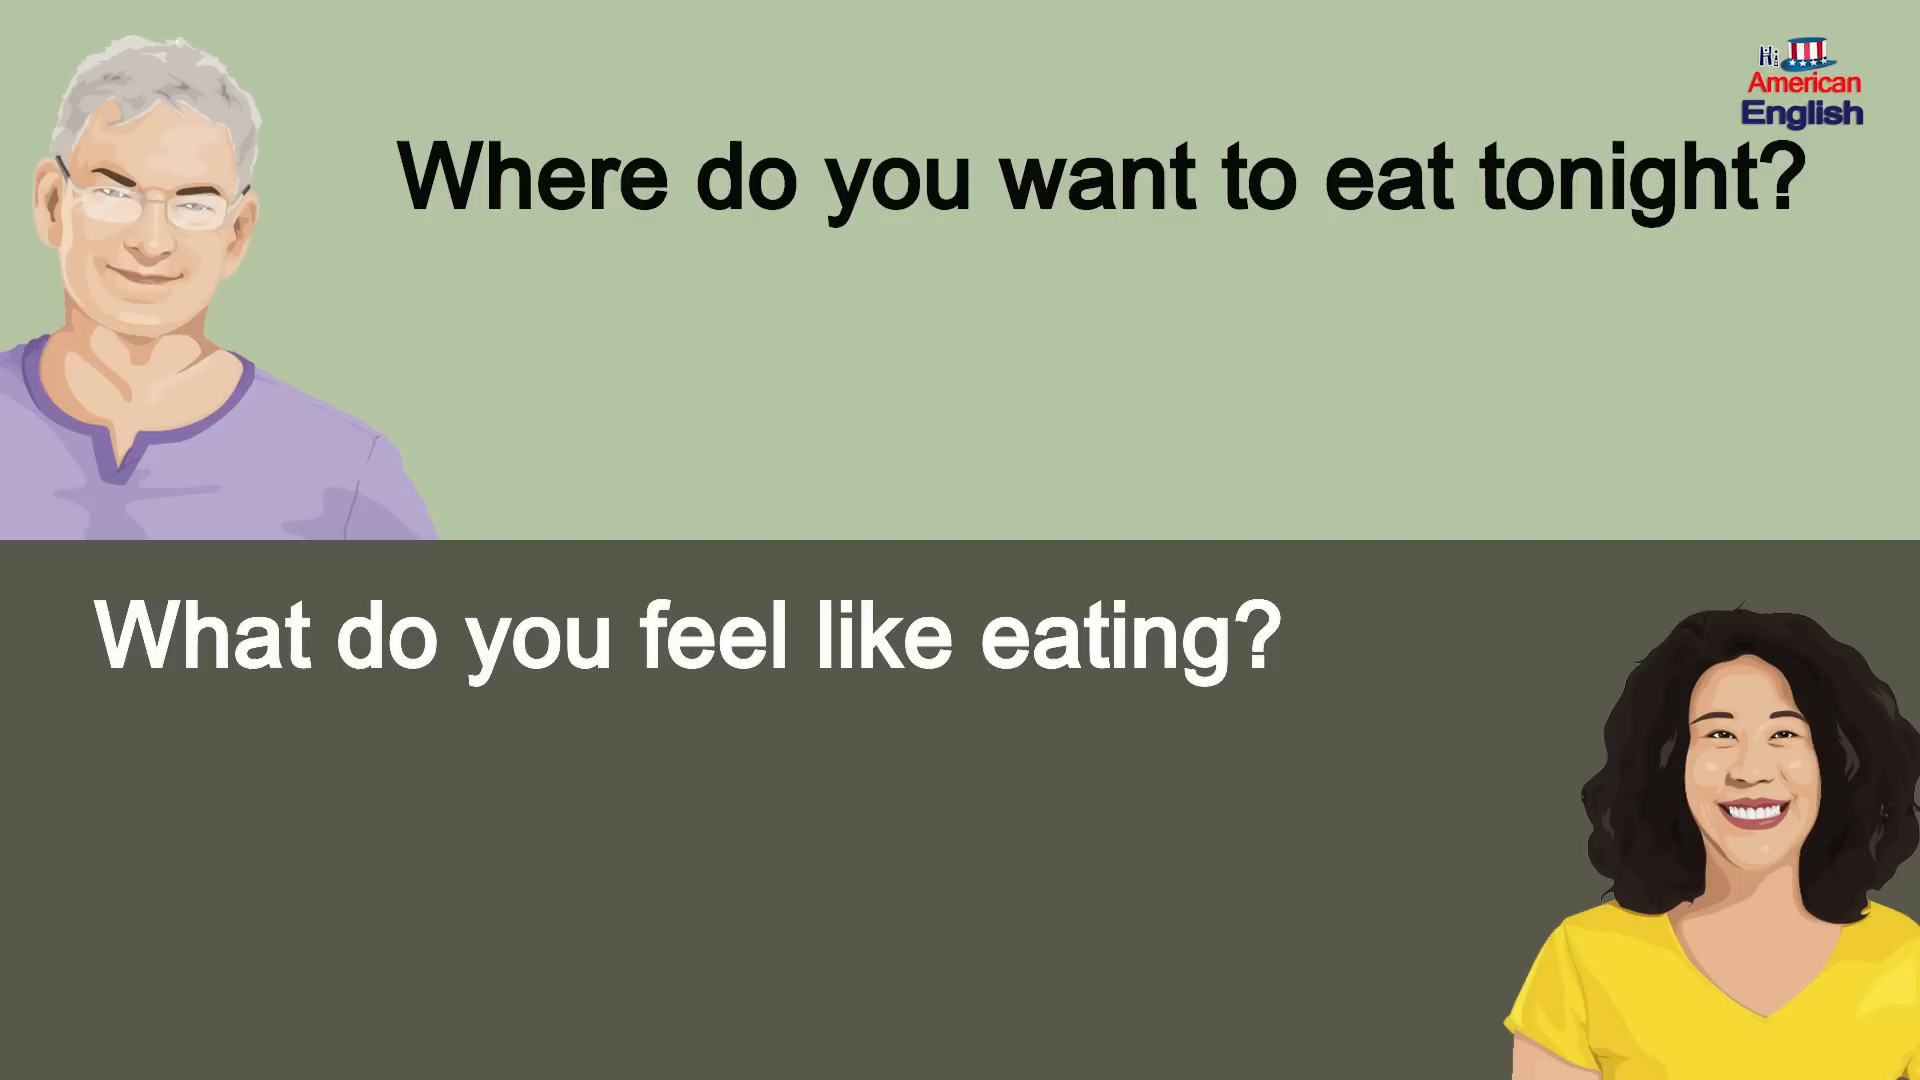 Hi
American
English
Where do you want to eat tonight?
What do you feel like eating?